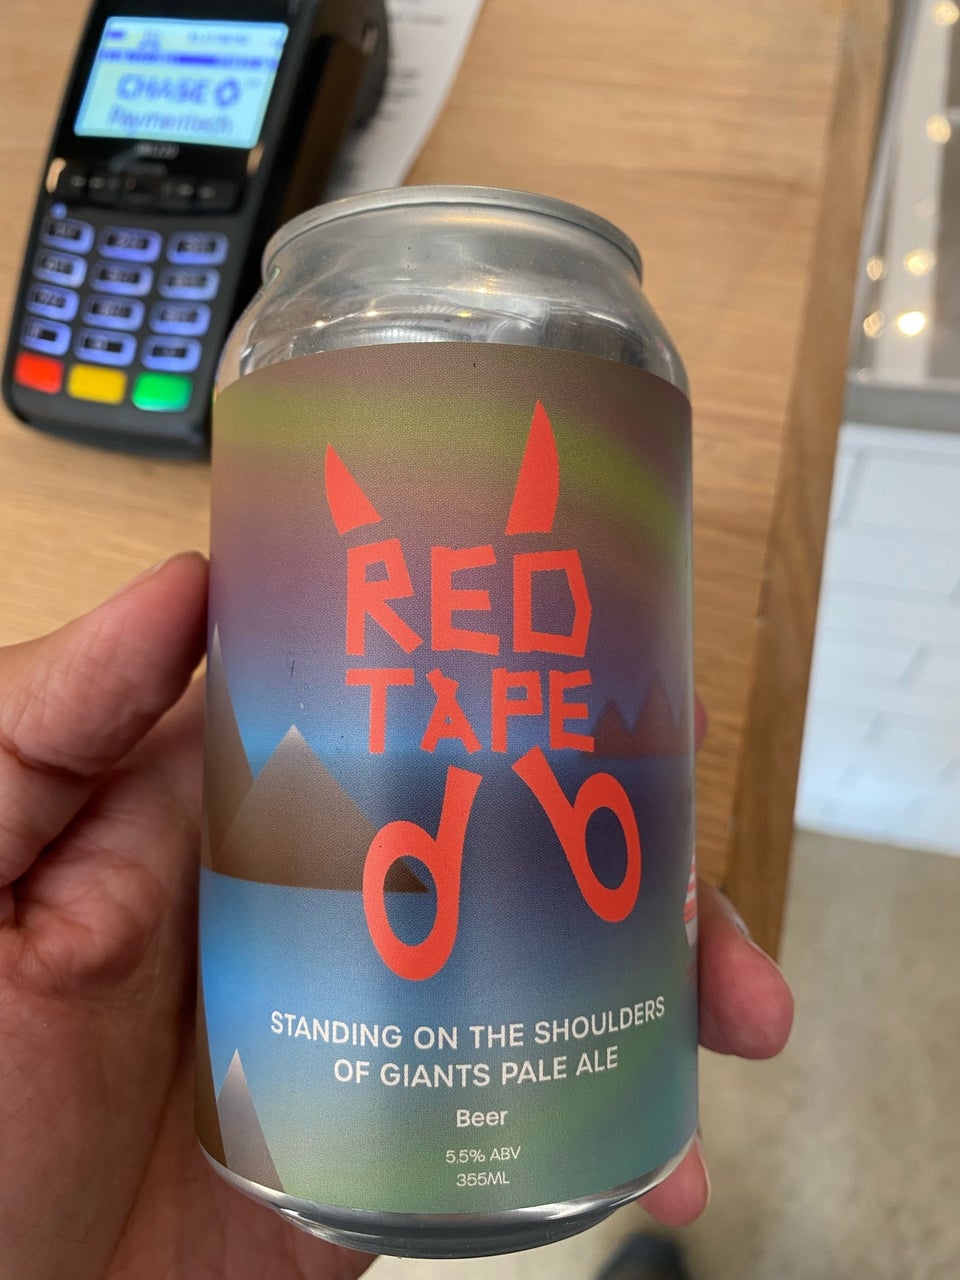 CHASE
Paymentech
RED
TAPE
STANDING ON THE SHOULDERS
OF GIANTS PALE ALE
Beer
5.5% ABV
355ML